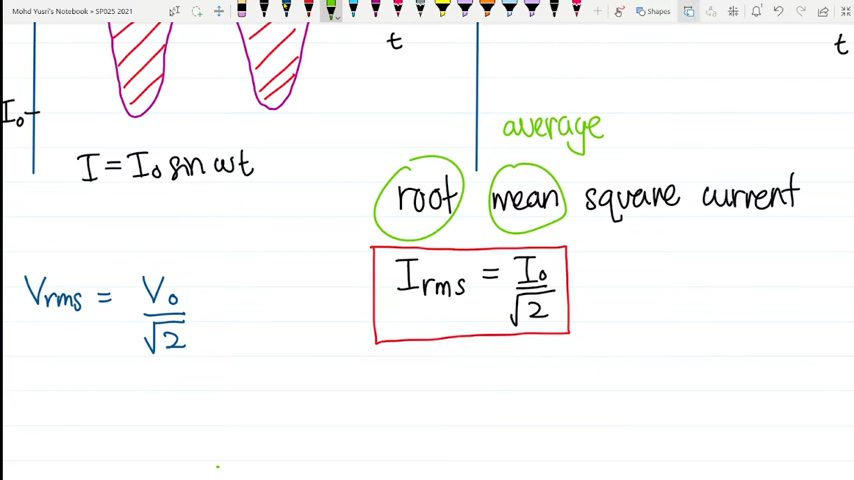 Mohd Yusri's Notebook » SP025 2021
Shapes
t
t
I₀
average
I = I₀ sin ωt
root mean square current
Irms = I₀/√2
Vrms = V₀/√2